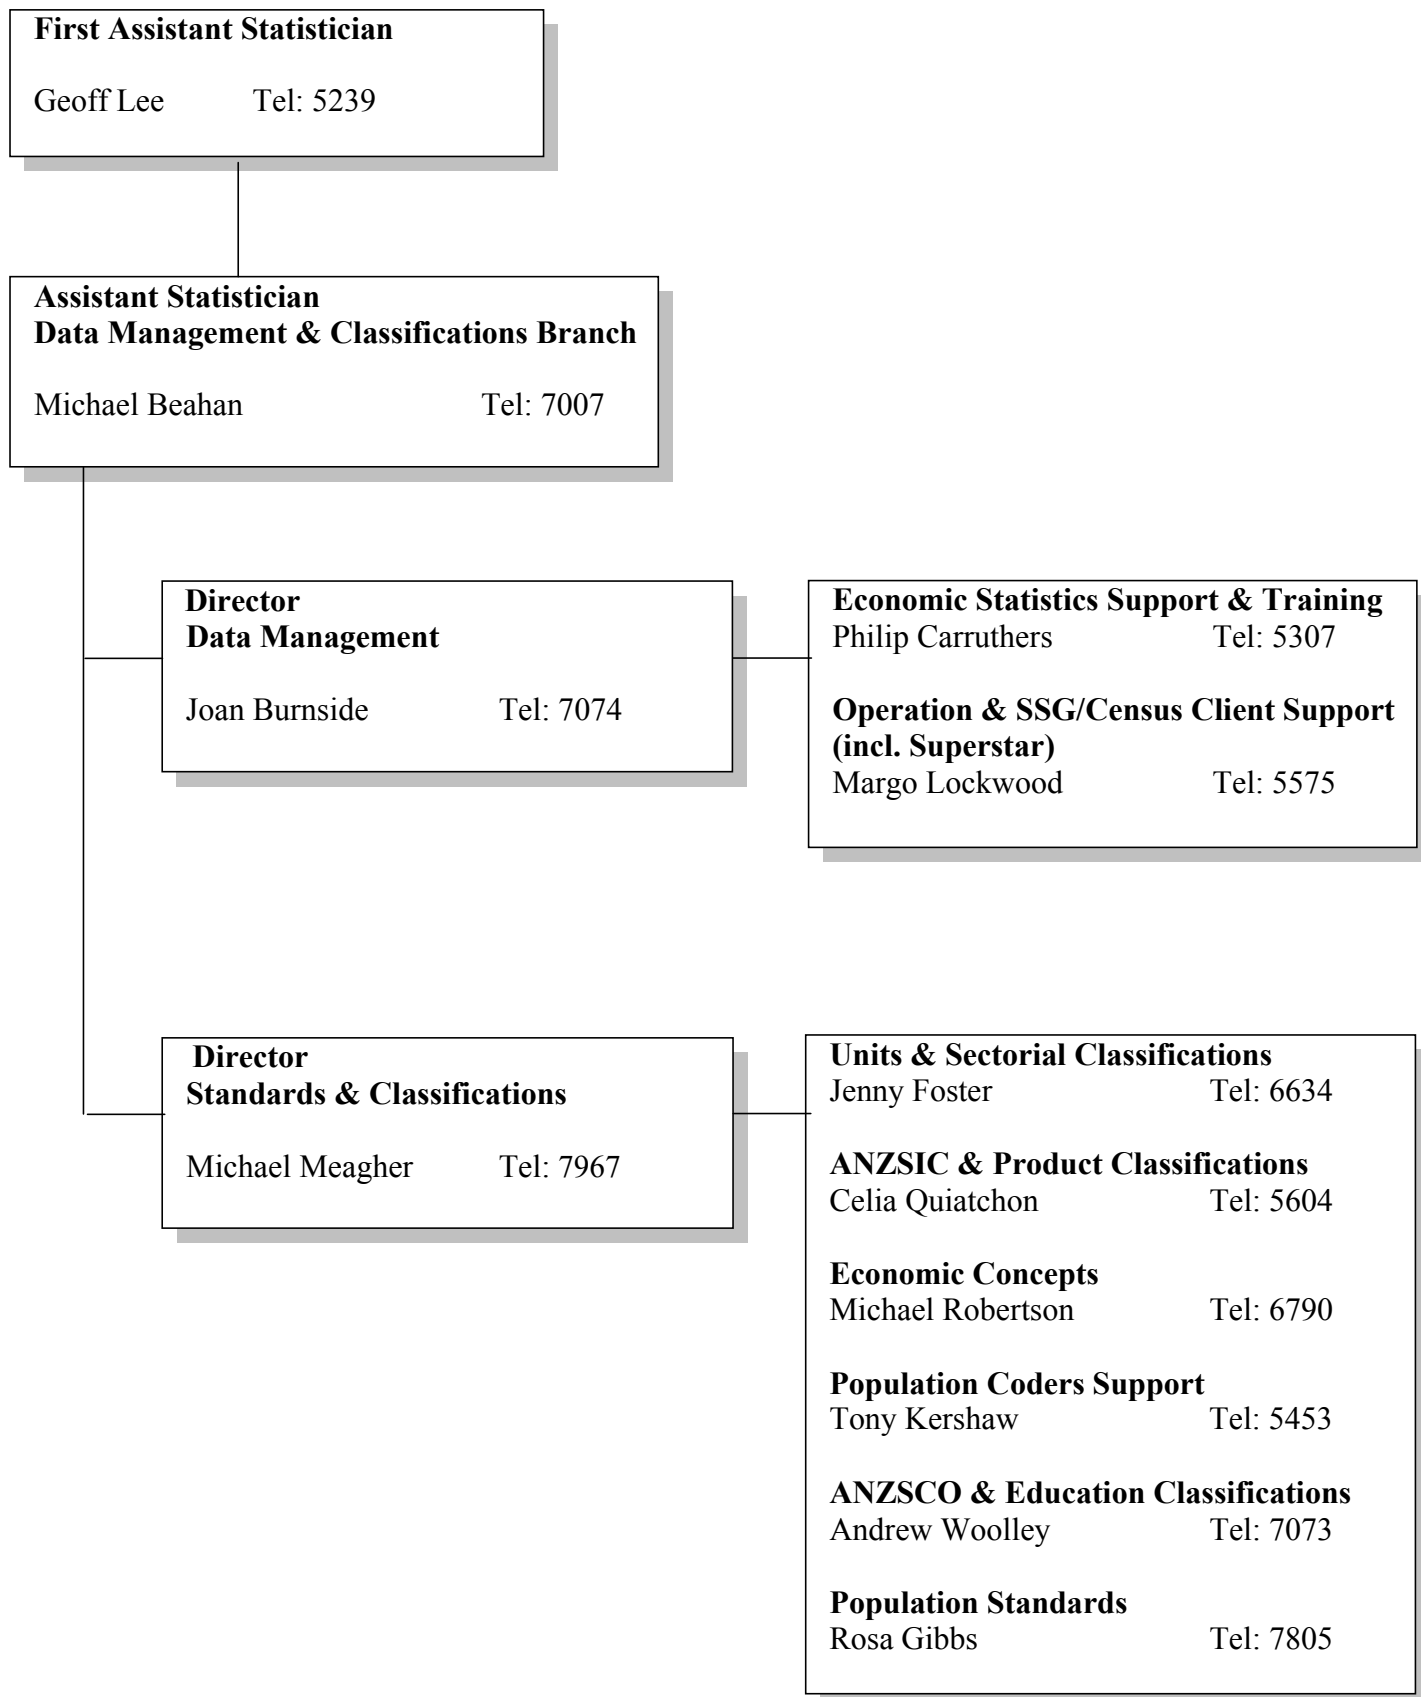 First Assistant Statistician
Geoff Lee Tel: 5239
Assistant Statistician
Data Management & Classifications Branch
Michael Beahan Tel: 7007
Director
Data Management
Joan Burnside Tel: 7074
Economic Statistics Support & Training
Philip Carruthers Tel: 5307
Operation & SSG/Census Client Support
(incl. Superstar)
Margo Lockwood Tel: 5575
Director
Standards & Classifications
Michael Meagher Tel: 7967
Units & Sectorial Classifications
Jenny Foster Tel: 6634
ANZSIC & Product Classifications
Celia Quiatchon Tel: 5604
Economic Concepts
Michael Robertson Tel: 6790
Population Coders Support
Tony Kershaw Tel: 5453
ANZSCO & Education Classifications
Andrew Woolley Tel: 7073
Population Standards
Rosa Gibbs Tel: 7805